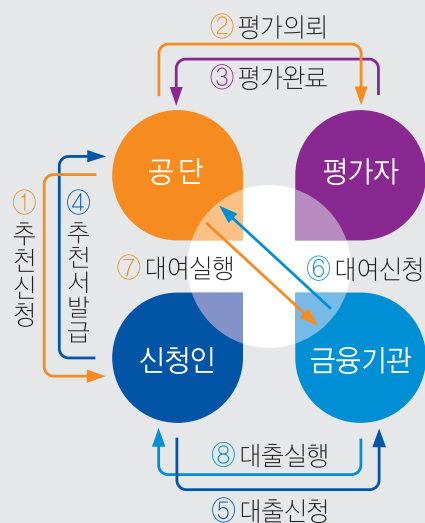 ② 평가의뢰
③ 평가완료
공 단
평가자
① 추천신청
④ 추천서발급
⑦ 대여실행
⑥ 대여신청
신청인
금융기관
⑧ 대출실행
⑤ 대출신청